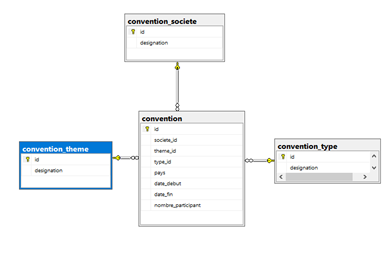 convention_societe
id
designation
convention
id
societe_id
theme_id
type_id
pays
date_debut
date_fin
nombre_participant
convention_theme
id
designation
convention_type
id
designation